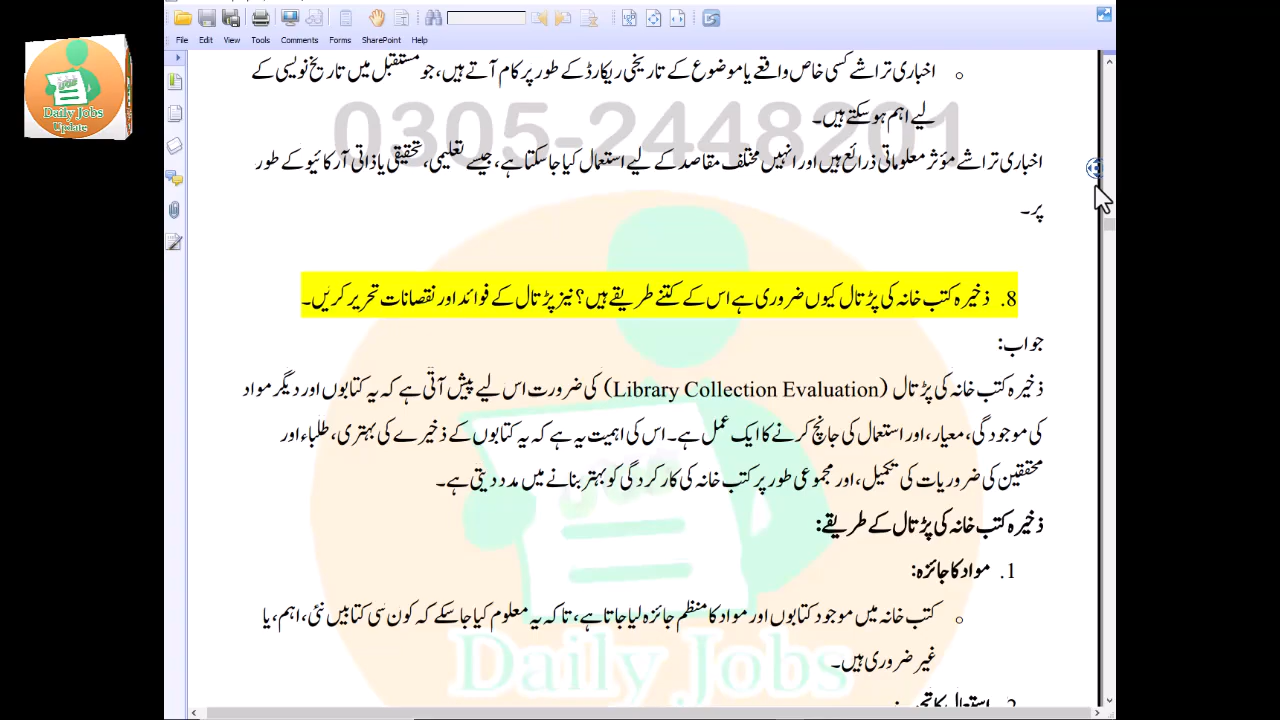 File Edit View Tools Comments Forms SharePoint Help
Daily Jobs
Update
اخباری تراشے کسی خاص واقعے یا موضوع کے تاریخی ریکارڈ کے طور پر کام آتے ہیں، جو مستقبل میں تاریخ نویسی کے
لیے اہم ہو سکتے ہیں۔
0305-2448201
اخباری تراشے مؤثر معلوماتی ذرائع ہیں اور انہیں مختلف مقاصد کے لیے استعمال کیا جا سکتا ہے، جیسے تعلیمی، تحقیقی یا ذاتی آرکائیو کے طور
پر۔
8. ذخیرہ کتب خانہ کی پڑتال کیوں ضروری ہے اس کے کتنے طریقے ہیں؟ نیز پڑتال کے فوائد اور نقصانات تحریر کریں۔
جواب:
ذخیرہ کتب خانہ کی پڑتال (Library Collection Evaluation) کی ضرورت اس لیے پیش آتی ہے کہ یہ کتابوں اور دیگر مواد
کی موجودگی، معیار، اور استعمال کی جانچ کرنے کا ایک عمل ہے۔ اس کی اہمیت یہ ہے کہ یہ کتابوں کے ذخیرے کی بہتری، طلباء اور
محققین کی ضروریات کی تکمیل، اور مجموعی طور پر کتب خانہ کی کارکردگی کو بہتر بنانے میں مدد دیتی ہے۔
ذخیرہ کتب خانہ کی پڑتال کے طریقے:
1. مواد کا جائزہ:
کتب خانہ میں موجود کتابوں اور مواد کا منظم جائزہ لیا جاتا ہے، تاکہ یہ معلوم کیا جا سکے کہ کون سی کتابیں نئی، اہم، یا
غیر ضروری ہیں۔
Daily Jobs